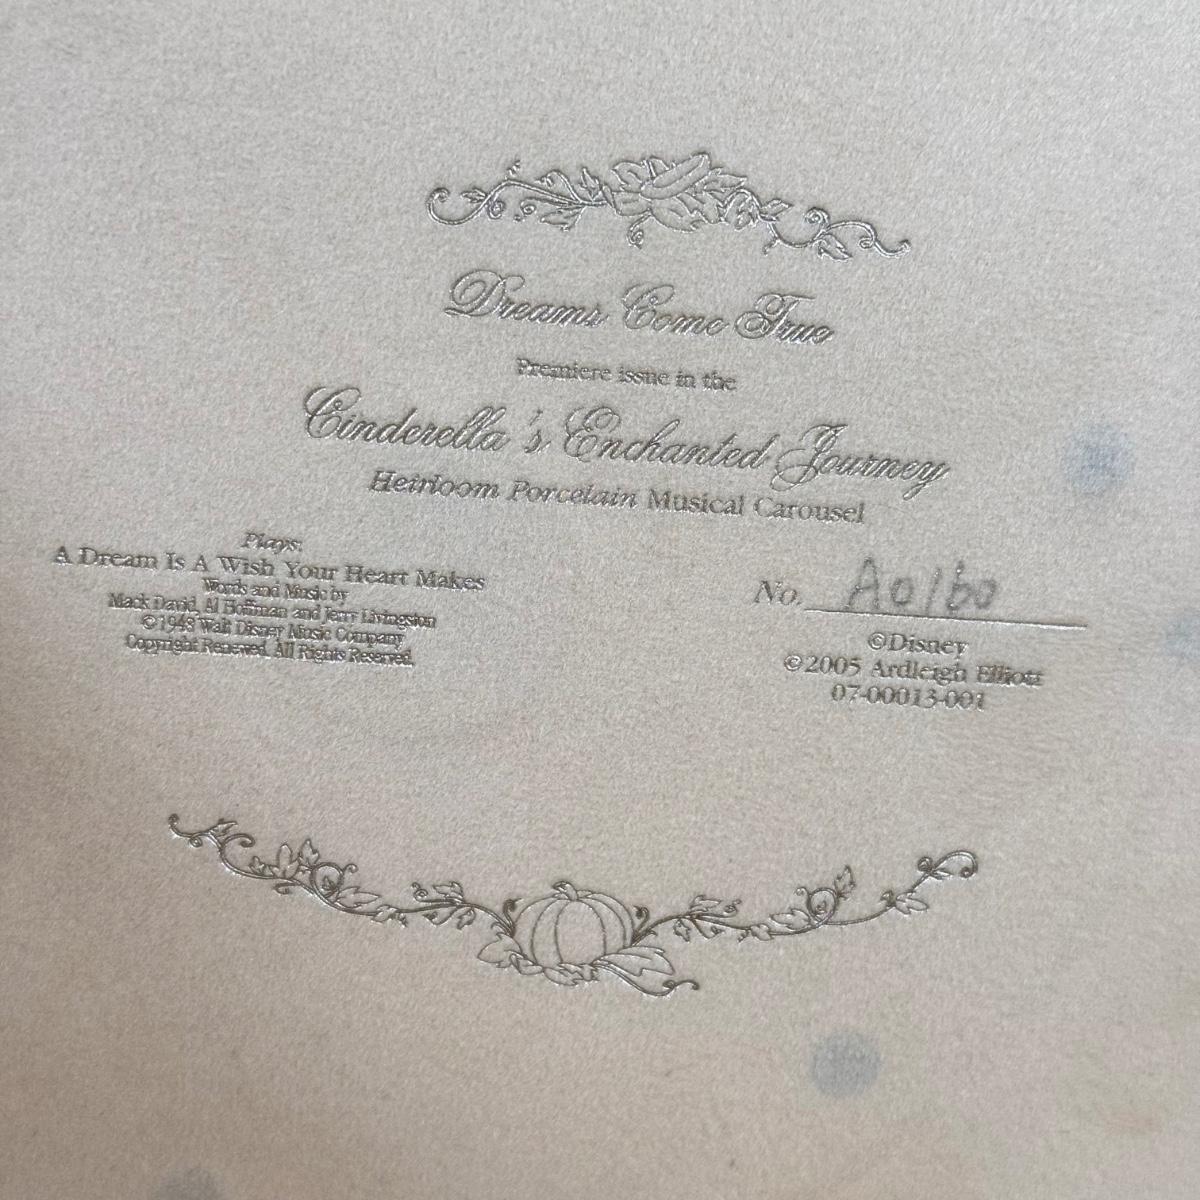 Dreams Come True
Premiere issue in the
Cinderella's Enchanted Journey
Heirloom Porcelain Musical Carousel
Plays:
A Dream Is A Wish Your Heart Makes
Words and Music by
Mack David, Al Hoffman and Jerry Livingston
©1948 Walt Disney Music Company
Copyright Renewed. All Rights Reserved.
No. A0160
©Disney
©2005 Ardleigh Elliott
07-00013-001